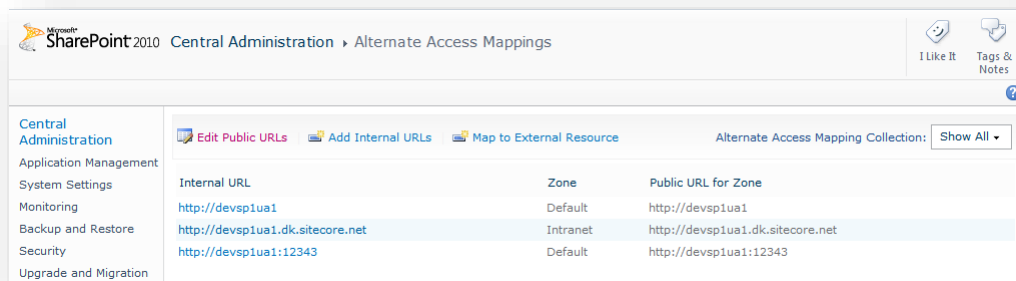 Microsoft®
SharePoint 2010 Central Administration Alternate Access Mappings
I Like It
Tags &
Notes
Central
Administration
Application Management
System Settings
Monitoring
Backup and Restore
Security
Upgrade and Migration
Edit Public URLs Add Internal URLs Map to External Resource Alternate Access Mapping Collection: Show All
Internal URL Zone Public URL for Zone
http://devsp1ua1 Default http://devsp1ua1
http://devsp1ua1.dk.sitecore.net Intranet http://devsp1ua1.dk.sitecore.net
http://devsp1ua1:12343 Default http://devsp1ua1:12343